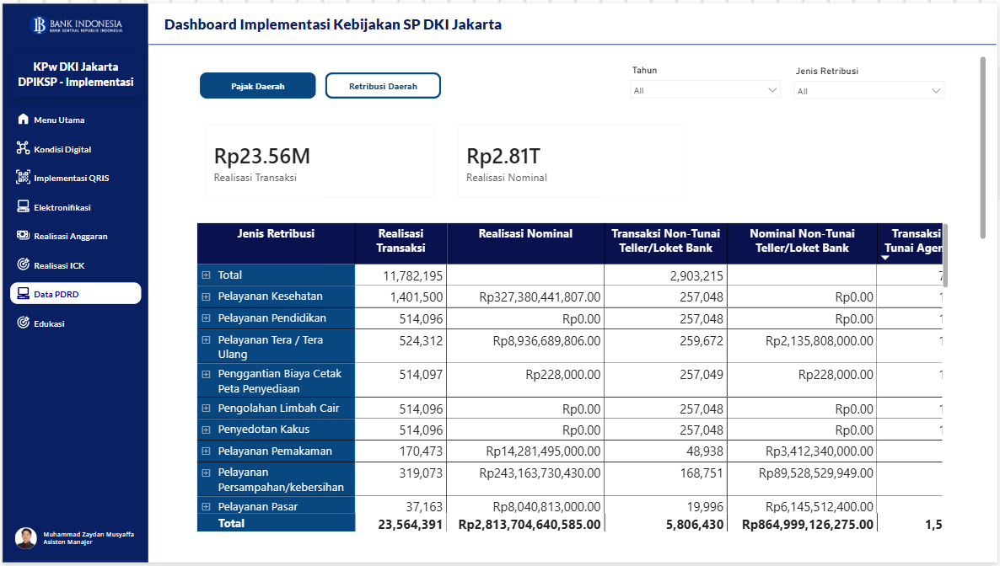 BANK INDONESIA
BANK SENTRAL REPUBLIK INDONESIA
KPw DKI Jakarta
DPIKSP - Implementasi
Menu Utama
Kondisi Digital
Implementasi QRIS
Elektronifikasi
Realisasi Anggaran
Realisasi ICK
Data PDRD
Edukasi
Muhammad Zaydan Musyaffa
Asisten Manajer
Dashboard Implementasi Kebijakan SP DKI Jakarta
Pajak Daerah
Retribusi Daerah
Tahun
All
Jenis Retribusi
All
Rp23.56M
Realisasi Transaksi
Rp2.81T
Realisasi Nominal
Jenis Retribusi Realisasi Transaksi Realisasi Nominal Transaksi Non-Tunai Teller/Loket Bank Nominal Non-Tunai Teller/Loket Bank Transaksi Tunai Agen
Total 11,782,195 2,903,215 7
Pelayanan Kesehatan 1,401,500 Rp327,380,441,807.00 257,048 Rp0.00 1
Pelayanan Pendidikan 514,096 Rp0.00 257,048 Rp0.00 1
Pelayanan Tera / Tera Ulang 524,312 Rp8,936,689,806.00 259,672 Rp2,135,808,000.00 1
Penggantian Biaya Cetak Peta Penyediaan 514,097 Rp228,000.00 257,049 Rp228,000.00 1
Pengolahan Limbah Cair 514,096 Rp0.00 257,048 Rp0.00 1
Penyedotan Kakus 514,096 Rp0.00 257,048 Rp0.00 1
Pelayanan Pemakaman 170,473 Rp14,281,495,000.00 48,938 Rp3,412,340,000.00
Pelayanan Persampahan/kebersihan 319,073 Rp243,163,730,430.00 168,751 Rp89,528,529,949.00
Pelayanan Pasar 37,163 Rp8,040,813,000.00 19,996 Rp6,145,512,400.00
Total 23,564,391 Rp2,813,704,640,585.00 5,806,430 Rp864,999,126,275.00 1,5